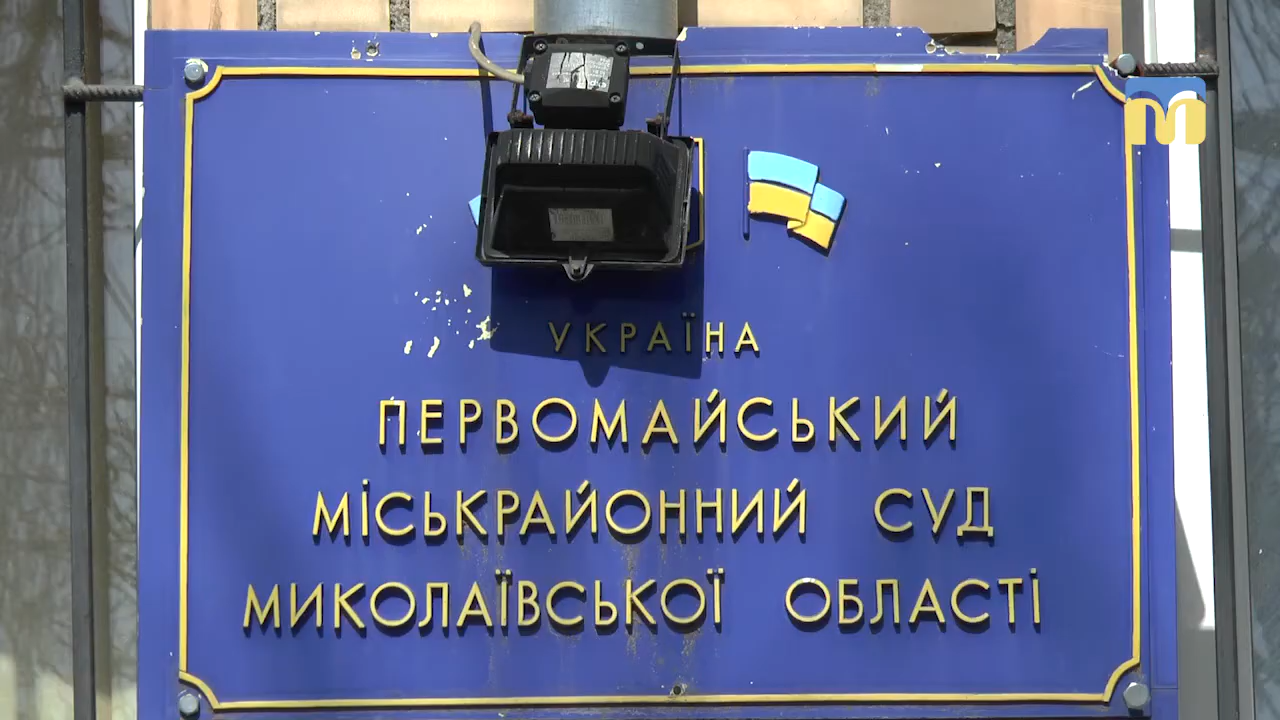 УКРАЇНА
ПЕРВОМАЙСЬКИЙ
МІСЬКРАЙОННИЙ СУД
МИКОЛАЇВСЬКОЇ ОБЛАСТІ